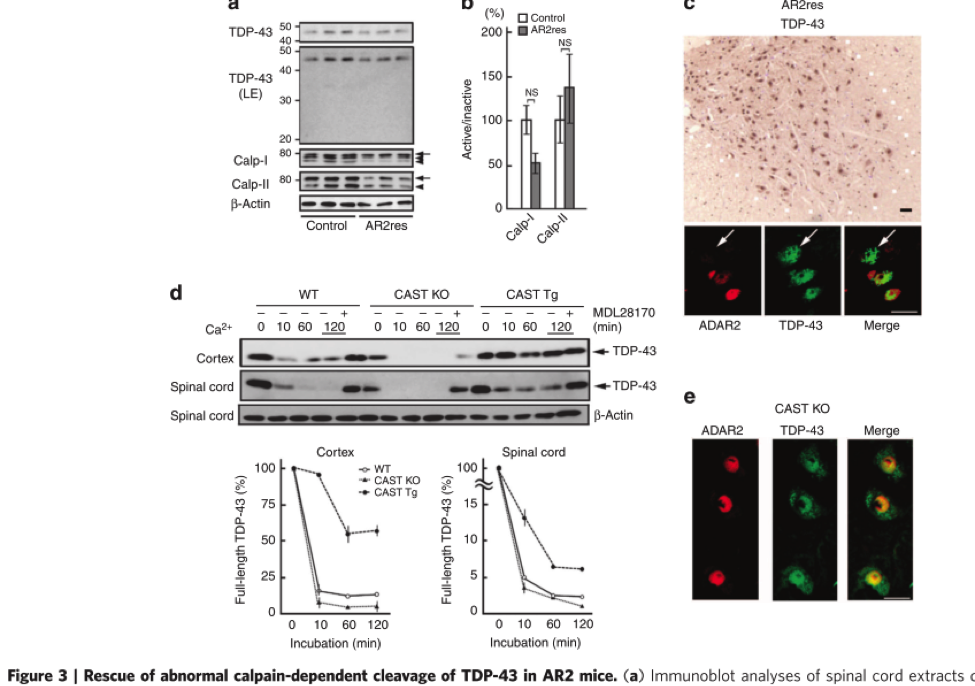 a
TDP-43
50
40
TDP-43
(LE)
50
40
30
20
Calp-I
80
Calp-II
80
β-Actin
Control AR2res
b
(%)
Control
AR2res
200
150
100
50
0
Active/inactive
NS
NS
Calp-I
Calp-II
c
AR2res
TDP-43
ADAR2 TDP-43 Merge
d
WT CAST KO CAST Tg
– – – – + – – – – + – – – – + MDL28170
Ca²⁺ 0 10 60 120 0 10 60 120 0 10 60 120 (min)
Cortex TDP-43
Spinal cord TDP-43
Spinal cord β-Actin
Cortex
WT
CAST KO
CAST Tg
Full-length TDP-43 (%)
100
75
50
25
0
0 10 60 120
Incubation (min)
Spinal cord
Full-length TDP-43 (%)
100
15
10
5
0
0 10 60 120
Incubation (min)
e
CAST KO
ADAR2 TDP-43 Merge
Figure 3 | Rescue of abnormal calpain-dependent cleavage of TDP-43 in AR2 mice. (a) Immunoblot analyses of spinal cord extracts